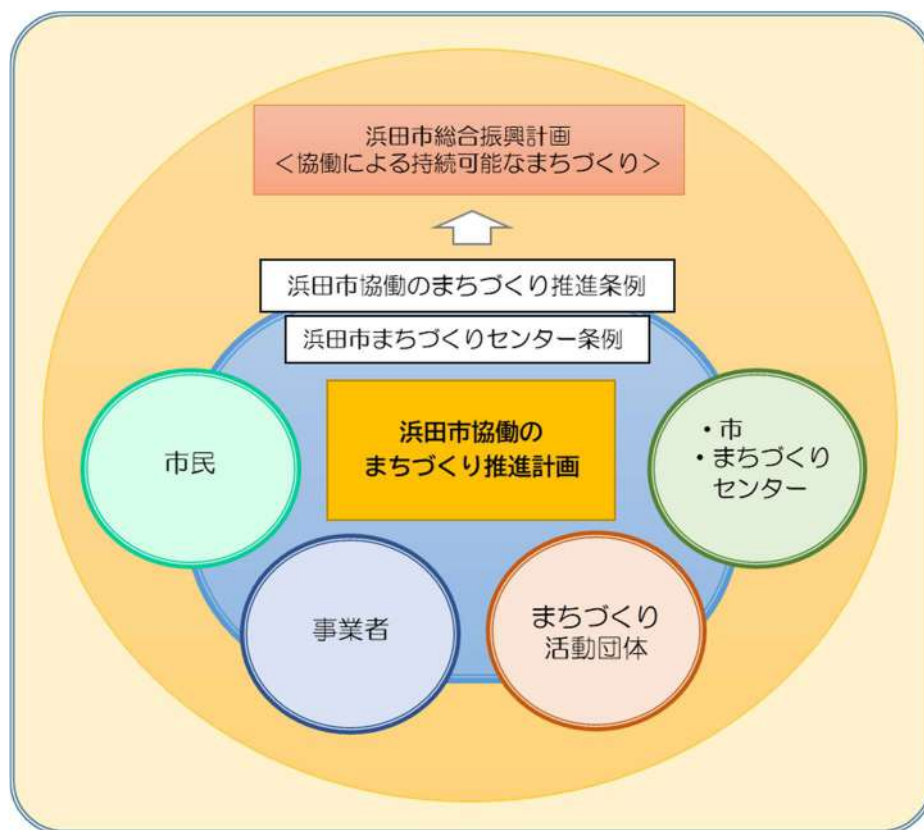 浜田市総合振興計画
＜協働による持続可能なまちづくり＞
浜田市協働のまちづくり推進条例
浜田市まちづくりセンター条例
浜田市協働の
まちづくり推進計画
市民
・市
・まちづくり
センター
事業者
まちづくり
活動団体